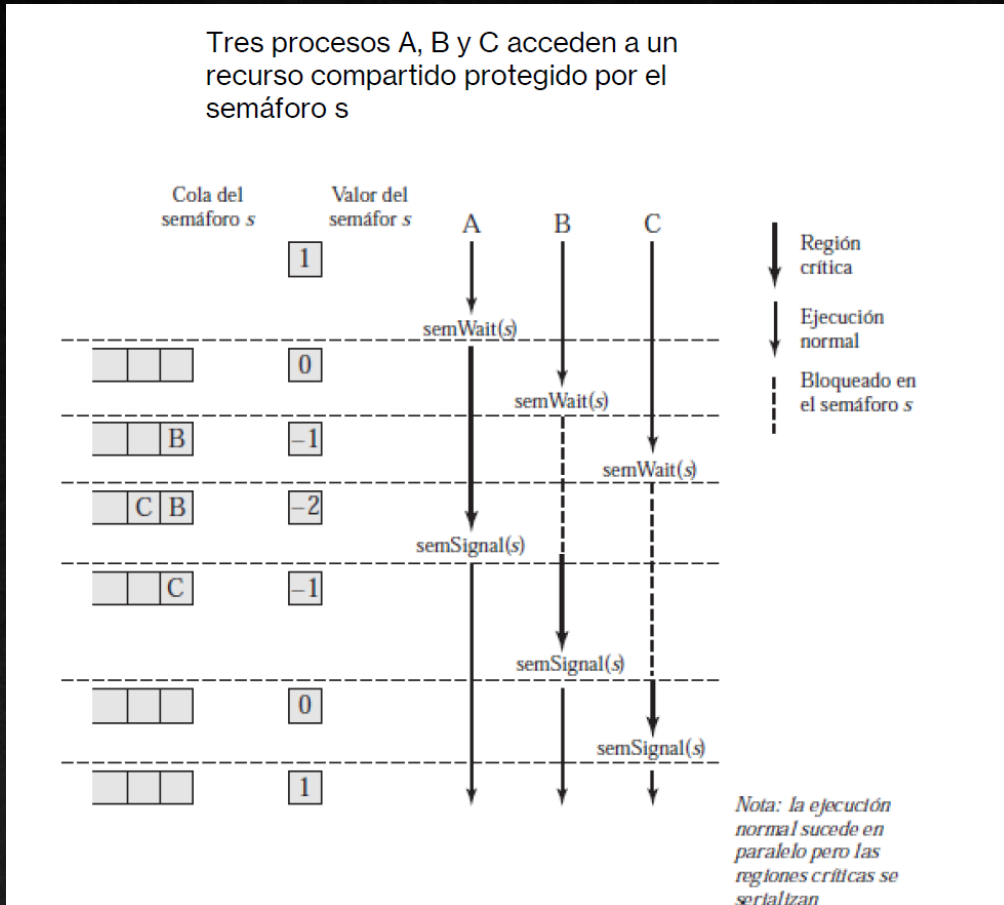 Tres procesos A, B y C acceden a un
recurso compartido protegido por el
semáforo s
Cola del
semáforo s
Valor del
semáfor s
A
B
C
1
Región
crítica
Ejecución
normal
Bloqueado en
el semáforo s
semWait(s)
0
semWait(s)
B
–1
semWait(s)
C B
–2
semSignal(s)
C
–1
semSignal(s)
0
semSignal(s)
1
Nota: la ejecución
normal sucede en
paralelo pero las
regiones críticas se
serializan